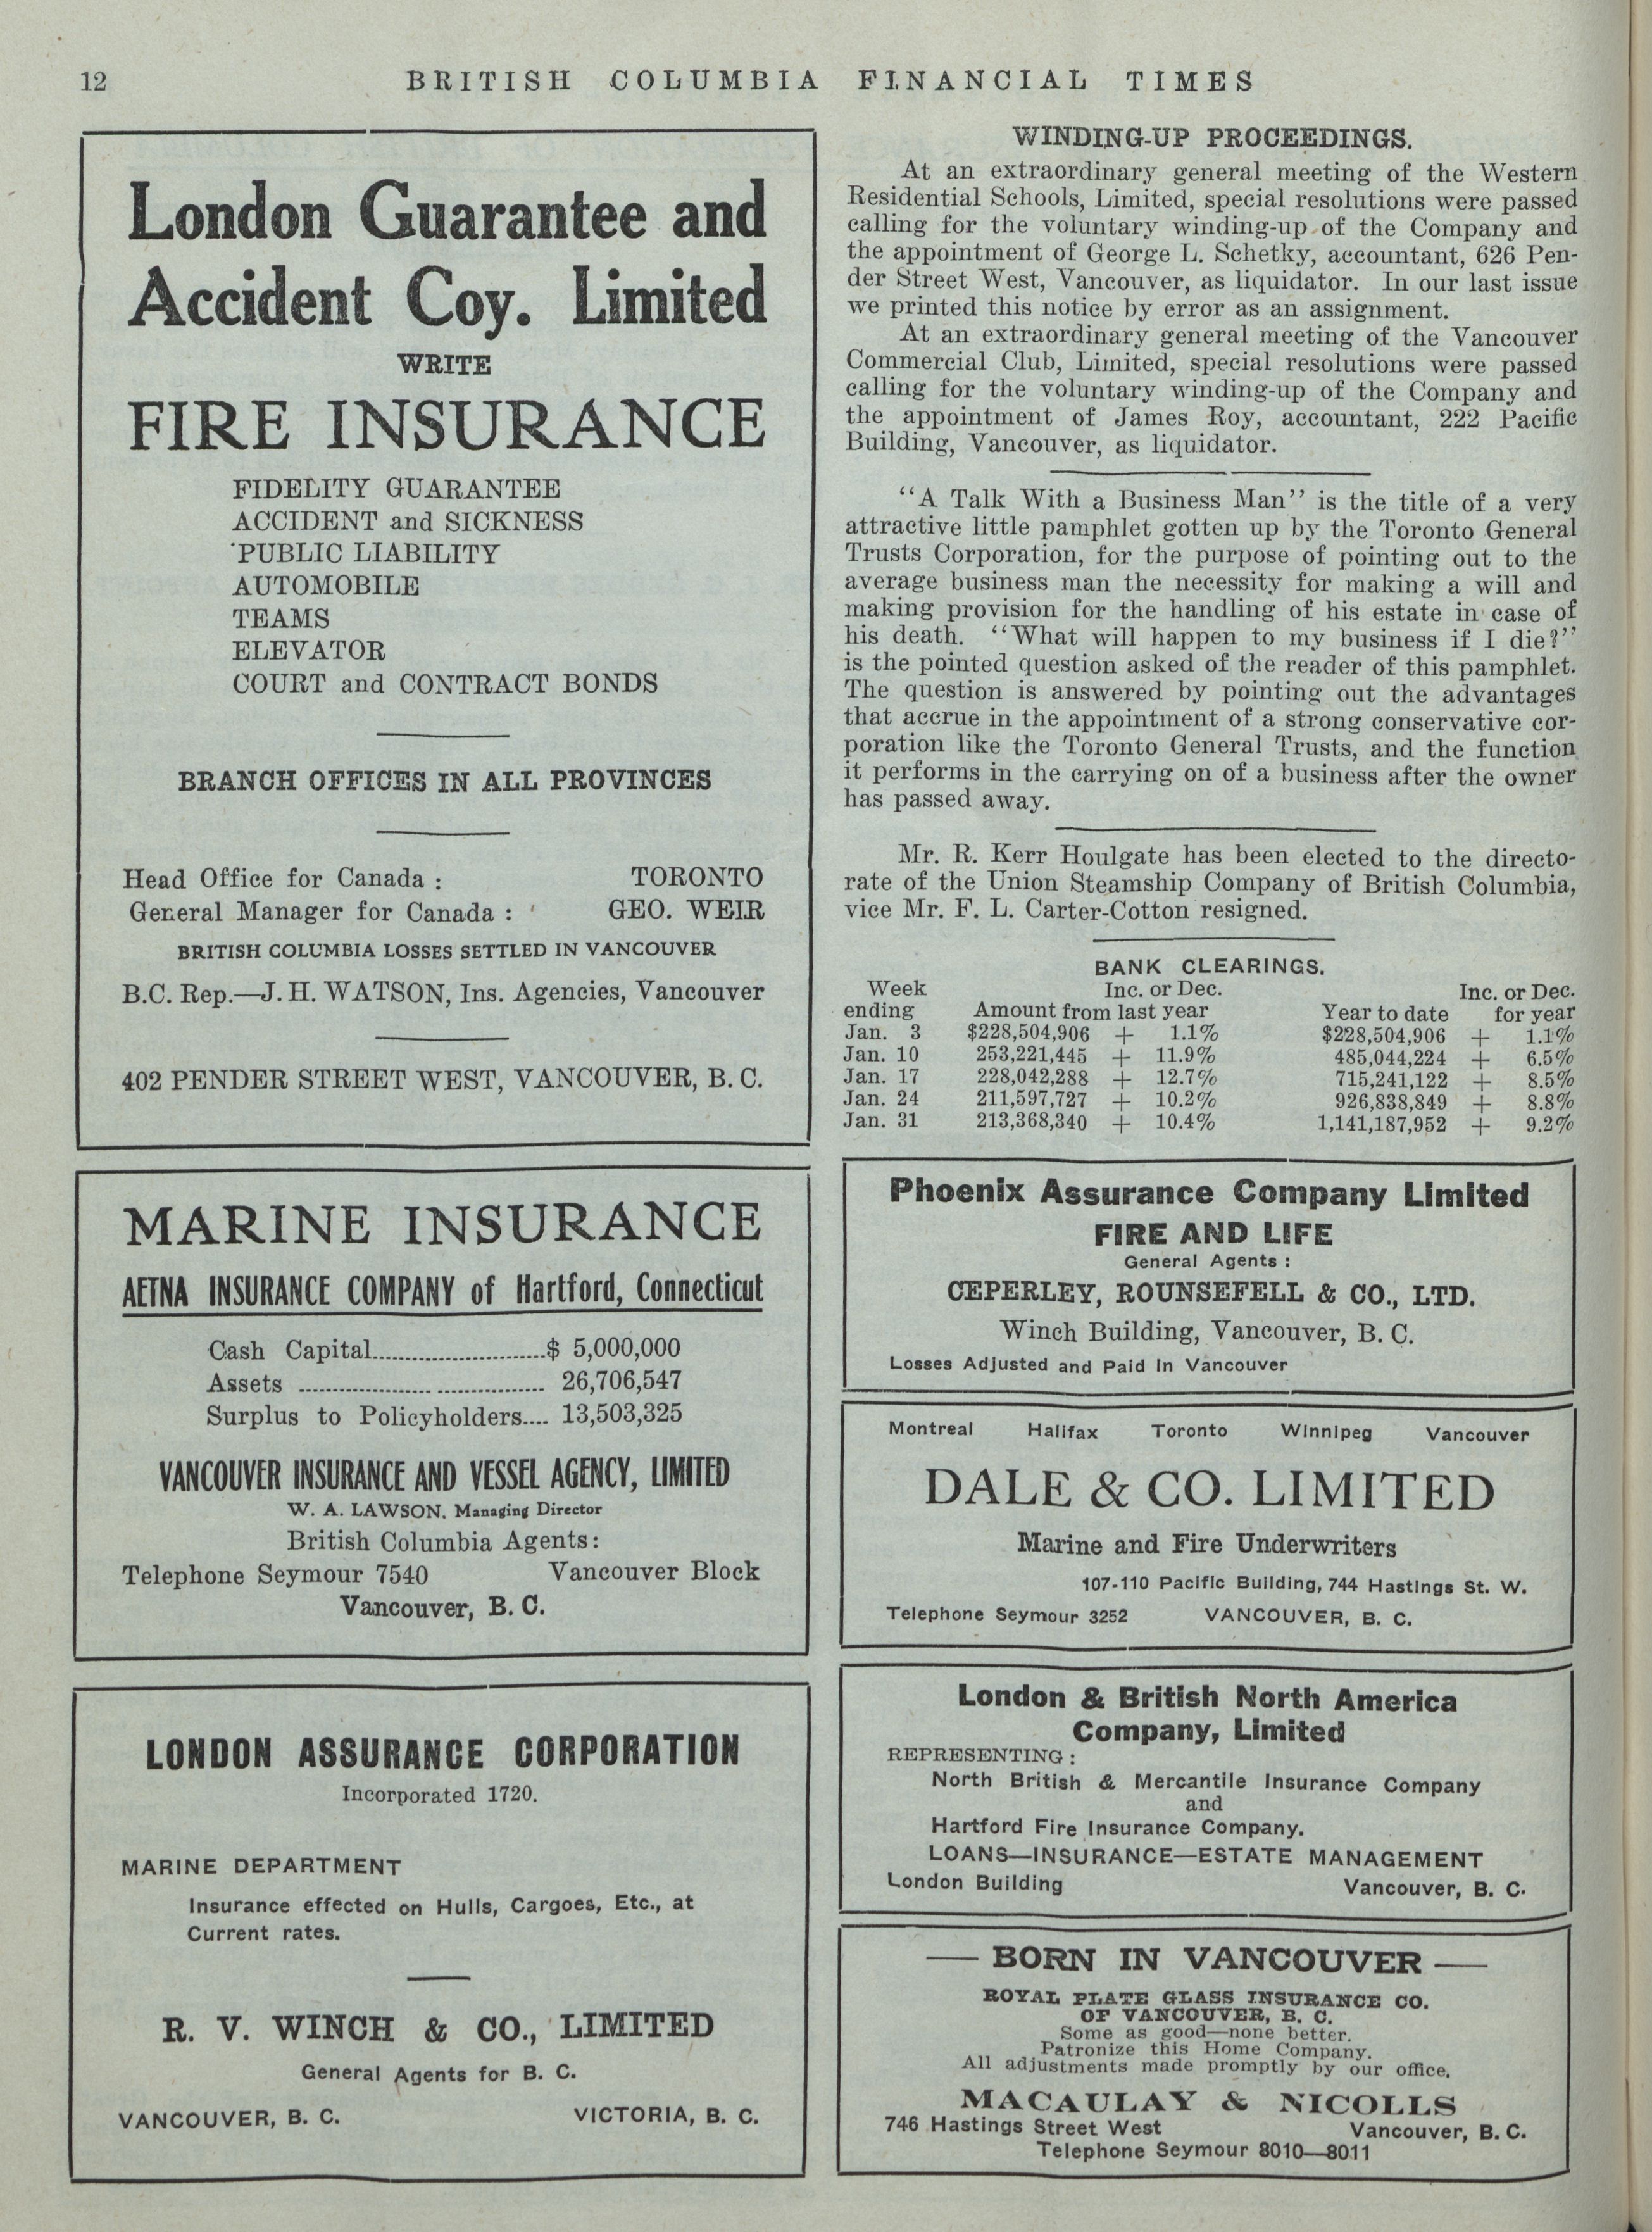 12 BRITISH COLUMBIA FINANCIAL TIMES
London Guarantee and
Accident Coy. Limited
WRITE
FIRE INSURANCE
FIDELITY GUARANTEE
ACCIDENT and SICKNESS
PUBLIC LIABILITY
AUTOMOBILE
TEAMS
ELEVATOR
COURT and CONTRACT BONDS
BRANCH OFFICES IN ALL PROVINCES
Head Office for Canada : TORONTO
General Manager for Canada : GEO. WEIR
BRITISH COLUMBIA LOSSES SETTLED IN VANCOUVER
B.C. Rep.—J. H. WATSON, Ins. Agencies, Vancouver
402 PENDER STREET WEST, VANCOUVER, B. C.
MARINE INSURANCE
AETNA INSURANCE COMPANY of Hartford, Connecticut
Cash Capital..........................$ 5,000,000
Assets .................... ................ 26,706,547
Surplus to Policyholders.... 13,503,325
VANCOUVER INSURANCE AND VESSEL AGENCY, LIMITED
W. A. LAWSON, Managing Director
British Columbia Agents:
Telephone Seymour 7540 Vancouver Block
Vancouver, B. C.
LONDON ASSURANCE CORPORATION
Incorporated 1720.
MARINE DEPARTMENT
Insurance effected on Hulls, Cargoes, Etc., at
Current rates.
R. V. WINCH & CO., LIMITED
General Agents for B. C.
VANCOUVER, B. C. VICTORIA, B. C.
WINDING-UP PROCEEDINGS.
At an extraordinary general meeting of the Western
Residential Schools, Limited, special resolutions were passed
calling for the voluntary winding-up of the Company and
the appointment of George L. Schetky, accountant, 626 Pen-
der Street West, Vancouver, as liquidator. In our last issue
we printed this notice by error as an assignment.
At an extraordinary general meeting of the Vancouver
Commercial Club, Limited, special resolutions were passed
calling for the voluntary winding-up of the Company and
the appointment of James Roy, accountant, 222 Pacific
Building, Vancouver, as liquidator.
"A Talk With a Business Man" is the title of a very
attractive little pamphlet gotten up by the Toronto General
Trusts Corporation, for the purpose of pointing out to the
average business man the necessity for making a will and
making provision for the handling of his estate in case of
his death. "What will happen to my business if I die?"
is the pointed question asked of the reader of this pamphlet.
The question is answered by pointing out the advantages
that accrue in the appointment of a strong conservative cor-
poration like the Toronto General Trusts, and the function
it performs in the carrying on of a business after the owner
has passed away.
Mr. R. Kerr Houlgate has been elected to the directo-
rate of the Union Steamship Company of British Columbia,
vice Mr. F. L. Carter-Cotton resigned.
BANK CLEARINGS.
Week Inc. or Dec. Inc. or Dec.
ending Amount from last year Year to date for year
Jan. 3 $228,504,906 + 1.1% $228,504,906 + 1.1%
Jan. 10 253,221,445 + 11.9% 485,044,224 + 6.5%
Jan. 17 228,042,288 + 12.7% 715,241,122 + 8.5%
Jan. 24 211,597,727 + 10.2% 926,838,849 + 8.8%
Jan. 31 213,368,340 + 10.4% 1,141,187,952 + 9.2%
Phoenix Assurance Company Limited
FIRE AND LIFE
General Agents :
CEPERLEY, ROUNSEFELL & CO., LTD.
Winch Building, Vancouver, B. C.
Losses Adjusted and Paid in Vancouver
Montreal Halifax Toronto Winnipeg Vancouver
DALE & CO. LIMITED
Marine and Fire Underwriters
107-110 Pacific Building, 744 Hastings St. W.
Telephone Seymour 3252 VANCOUVER, B. C.
London & British North America
Company, Limited
REPRESENTING :
North British & Mercantile Insurance Company
and
Hartford Fire Insurance Company.
LOANS—INSURANCE—ESTATE MANAGEMENT
London Building Vancouver, B. C.
— BORN IN VANCOUVER —
ROYAL PLATE GLASS INSURANCE CO.
OF VANCOUVER, B. C.
Some as good—none better.
Patronize this Home Company.
All adjustments made promptly by our office.
MACAULAY & NICOLLS
746 Hastings Street West Vancouver, B. C.
Telephone Seymour 8010—8011